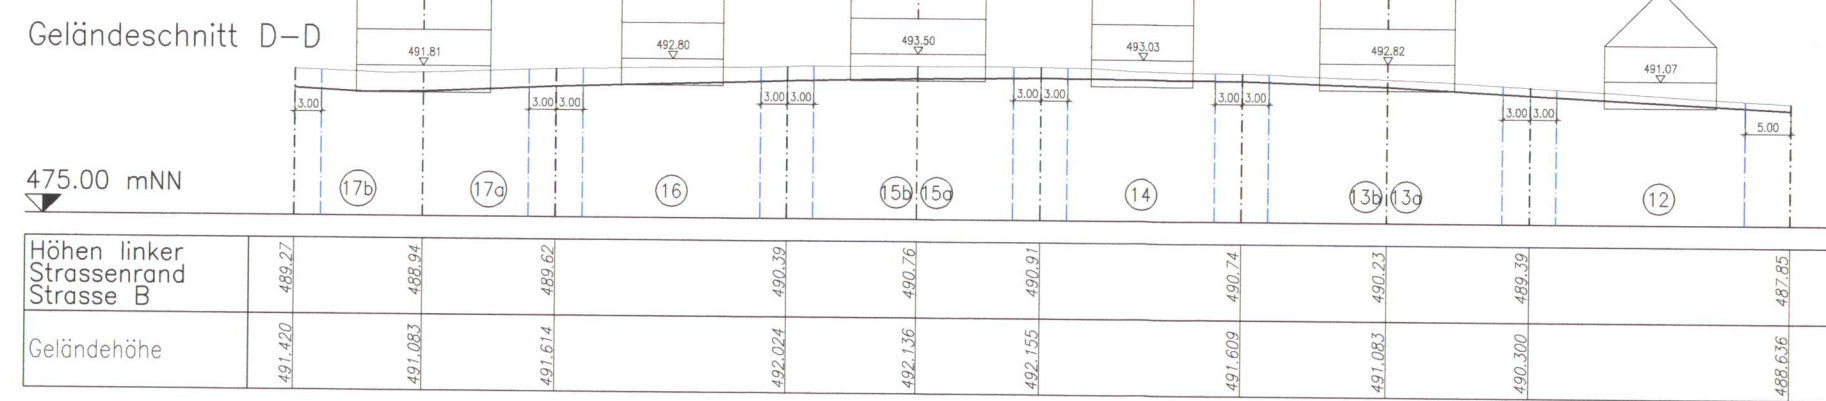 Geländeschnitt D-D
491.81
492.80
493.50
493.03
492.82
491.07
3.00 3.00 3.00 3.00 3.00 3.00 3.00 3.00 3.00 3.00 3.00 5.00
475.00 mNN
17b 17a 16 15b 15a 14 13b 13a 12
Höhen linker
Strassenrand
Strasse B
489.27 488.94 489.62 490.39 490.76 490.91 490.74 490.23 489.39 487.85
Geländehöhe
491.420 491.083 491.614 492.024 492.136 492.155 491.609 491.083 490.300 488.636